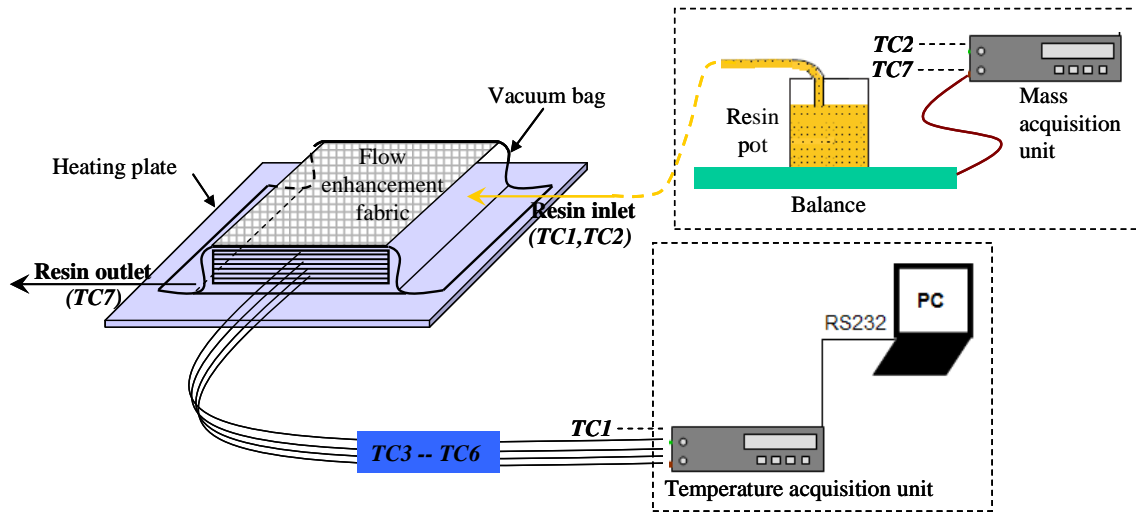 TC2
TC7
Mass
acquisition
unit
Resin
pot
Balance
Vacuum bag
Heating plate
Flow
enhancement
fabric
Resin inlet
(TC1,TC2)
Resin outlet
(TC7)
PC
RS232
TC1
TC3 -- TC6
Temperature acquisition unit